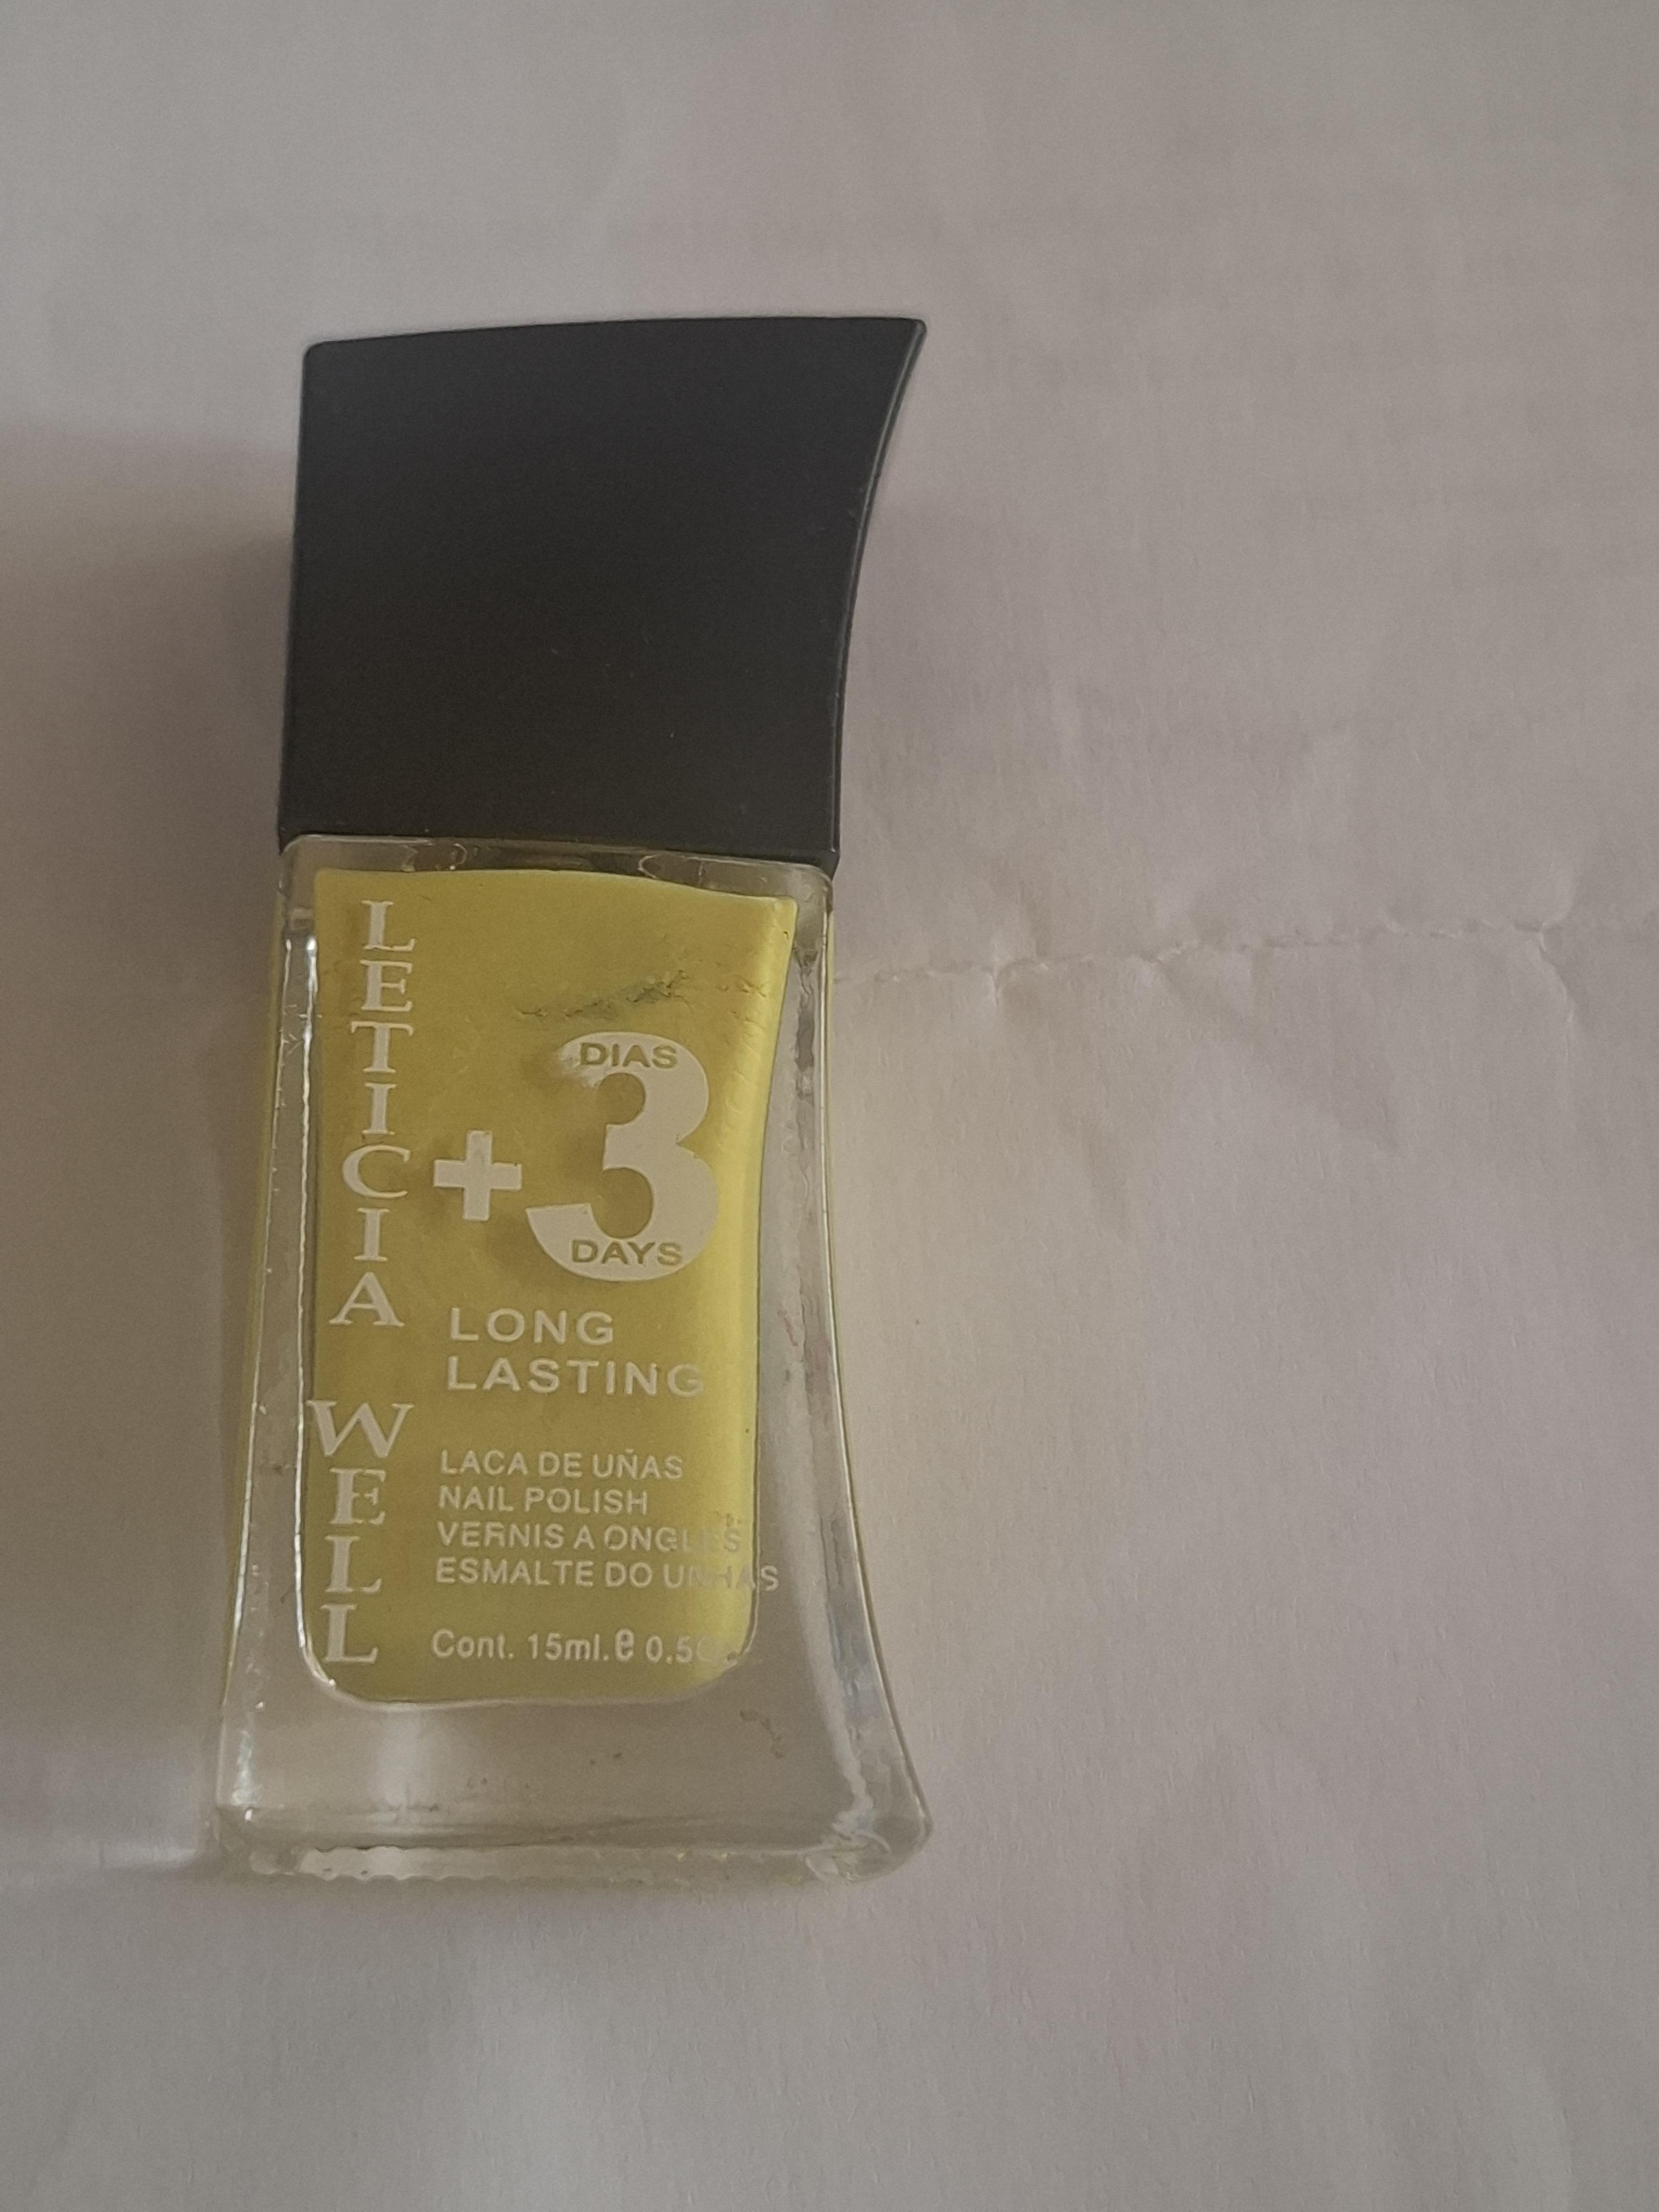 LETICIA WELL
DIAS
+3
DAYS
LONG
LASTING
LACA DE UÑAS
NAIL POLISH
VERNIS A ONGLES
ESMALTE DO UNHAS
Cont. 15ml.e